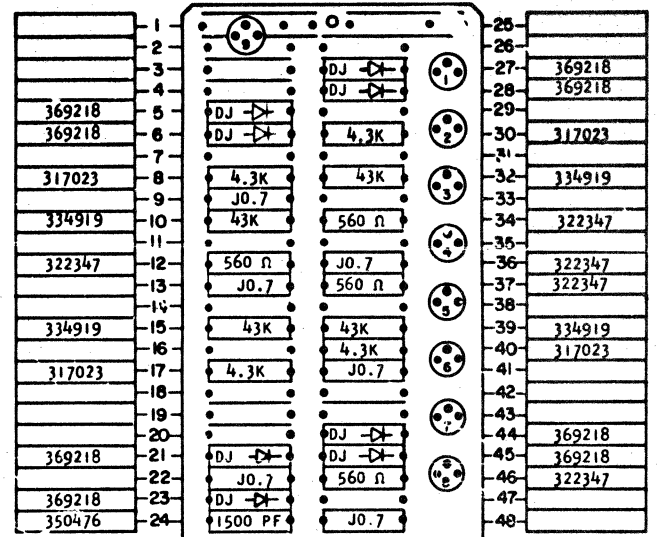 1 25
2 26
3 DJ 1 27 369218
4 DJ 28 369218
369218 5 DJ 29
369218 6 DJ 4.3K 2 30 317023
7 31
317023 8 4.3K 43K 32 334919
9 J0.7 3 33
334919 10 43K 560 Ω 34 322347
11 4 35
322347 12 560 Ω J0.7 36 322347
13 J0.7 560 Ω 37 322347
14 5 38
334919 15 43K 43K 39 334919
16 4.3K 6 40 317023
317023 17 4.3K J0.7 41
18 42
19 7 43
20 DJ 44 369218
369218 21 DJ DJ 45 369218
22 J0.7 560 Ω 8 46 322347
369218 23 DJ 47
350476 24 1500 PF J0.7 48